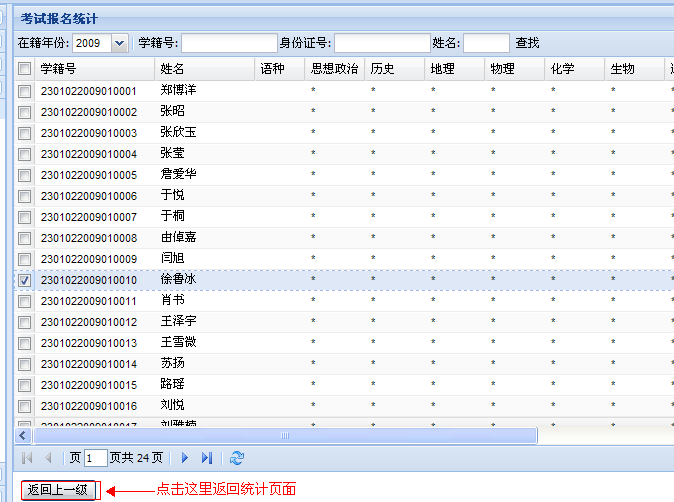 考试报名统计
在籍年份: 2009 学籍号: 身份证号: 姓名: 查找
学籍号 姓名 语种 思想政治 历史 地理 物理 化学 生物
2301022009010001 郑博洋 * * * * * *
2301022009010002 张昭 * * * * * *
2301022009010003 张欣玉 * * * * * *
2301022009010004 张莹 * * * * * *
2301022009010005 詹爱华 * * * * * *
2301022009010006 于悦 * * * * * *
2301022009010007 于桐 * * * * * *
2301022009010008 由倬嘉 * * * * * *
2301022009010009 闫旭 * * * * * *
2301022009010010 徐鲁冰 * * * * * *
2301022009010011 肖书 * * * * * *
2301022009010012 王泽宇 * * * * * *
2301022009010013 王雪微 * * * * * *
2301022009010014 苏扬 * * * * * *
2301022009010015 路瑶 * * * * * *
2301022009010016 刘悦 * * * * * *
2301022009010017
页 1 页共 24 页
返回上一级 点击这里返回统计页面